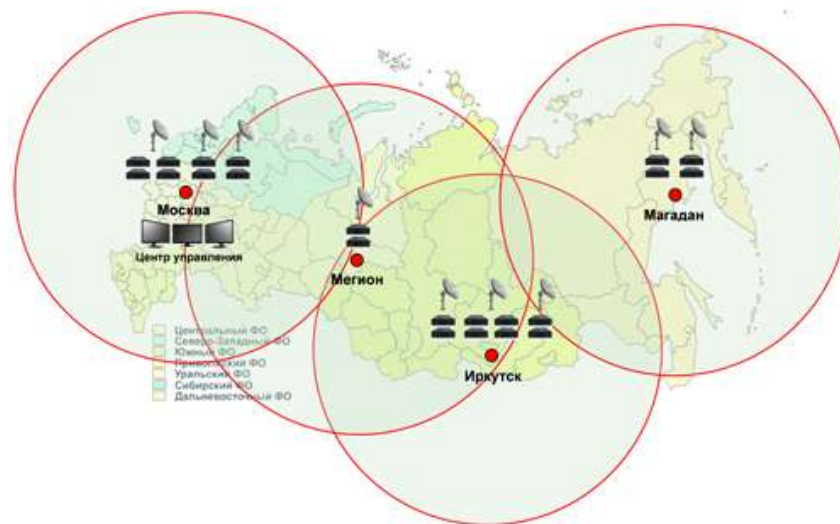 Москва
Центр управления
Мегион
Магадан
Иркутск
Центральный ФО
Северо-Западный ФО
Южный ФО
Приволжский ФО
Уральский ФО
Сибирский ФО
Дальневосточный ФО